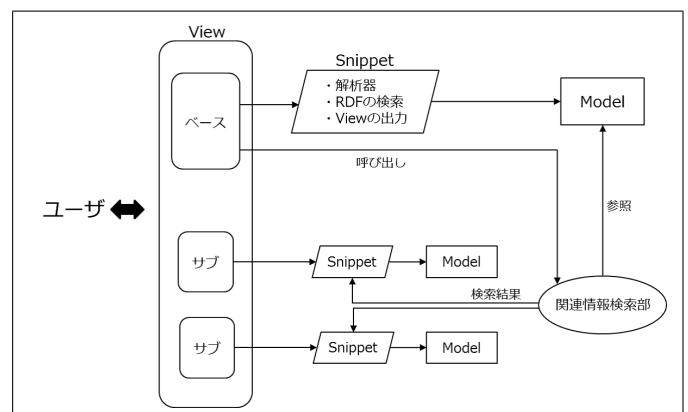 View
Snippet
・解析器
・RDFの検索
・Viewの出力
Model
ベース
呼び出し
ユーザ
参照
サブ
Snippet
Model
検索結果
関連情報検索部
サブ
Snippet
Model